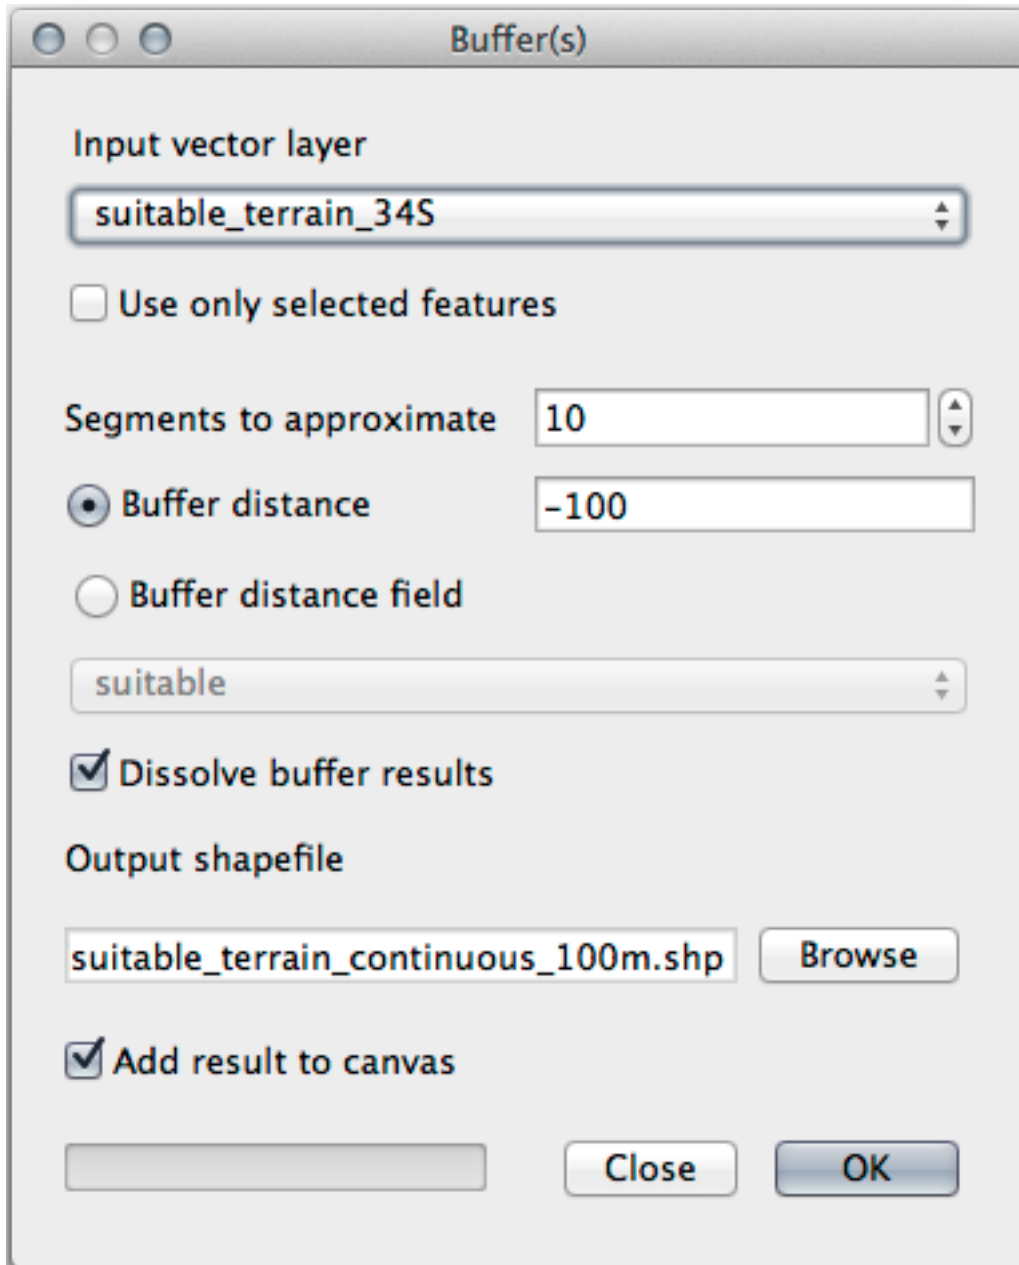 Buffer(s)
Input vector layer
suitable_terrain_34S
Use only selected features
Segments to approximate 10
Buffer distance -100
Buffer distance field
suitable
Dissolve buffer results
Output shapefile
suitable_terrain_continuous_100m.shp Browse
Add result to canvas
Close OK